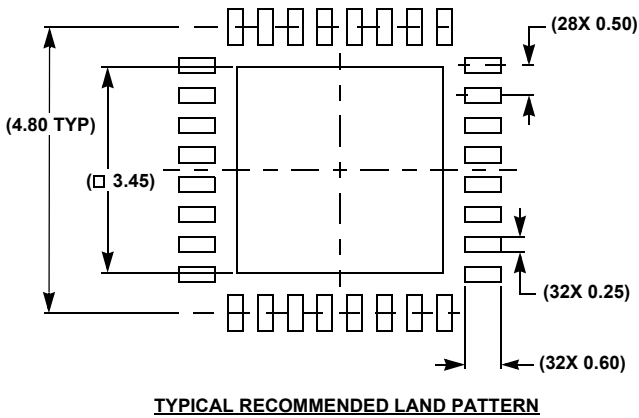 (28X 0.50)
(4.80 TYP)
(□ 3.45)
(32X 0.25)
(32X 0.60)
TYPICAL RECOMMENDED LAND PATTERN